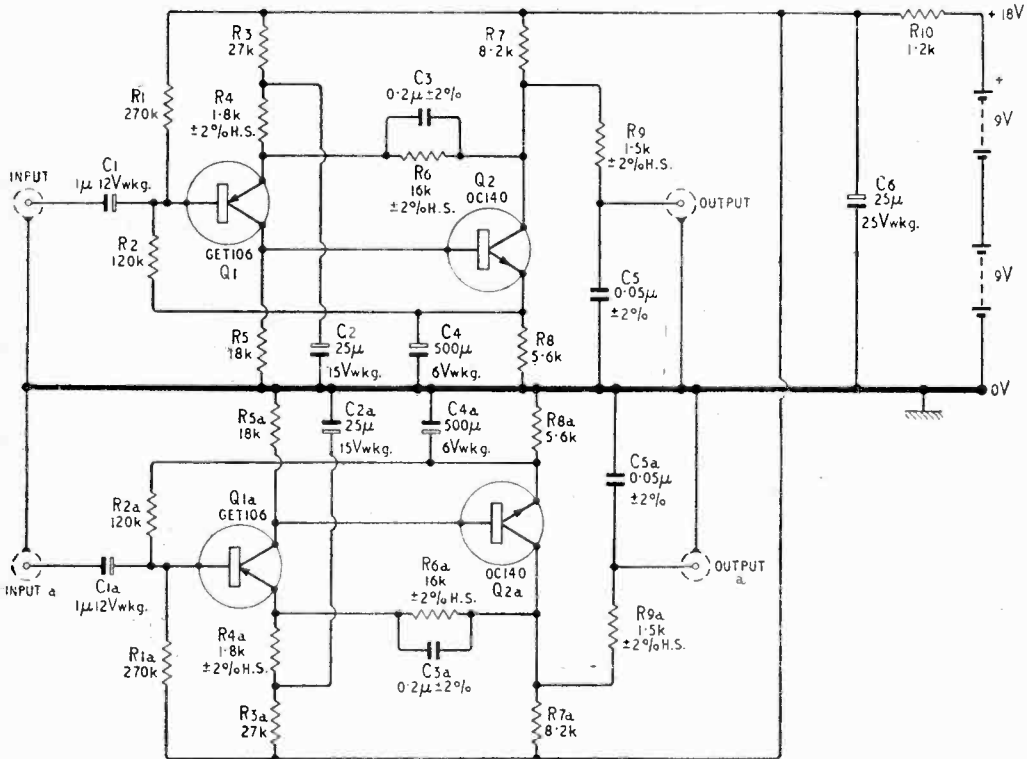 + 18V
R3
27k
R7
8·2k
R10
1·2k
C3
0·2μ±2%
R1
270k
R4
1·8k
±2%H.S.
+
9V
R9
1·5k
±2%H.S.
C1
1μ 12Vwkg.
INPUT
R6
16k
±2%H.S.
Q2
OC140
C6
25μ
25Vwkg.
OUTPUT
R2
120k
GET106
Q1
C5
0·05μ
±2%
9V
R5
18k
C2
25μ
15Vwkg.
C4
500μ
6Vwkg.
R8
5·6k
0V
R5a
18k
C2a
25μ
15Vwkg.
C4a
500μ
6Vwkg.
R8a
5·6k
C5a
0·05μ
±2%
R2a
120k
Q1a
GET106
INPUT a
C1a
1μ12Vwkg.
OC140
Q2a
OUTPUT
a
R6a
16k
±2%H.S.
R1a
270k
R4a
1·8k
±2%H.S.
C3a
0·2μ±2%
R9a
1·5k
±2%H.S.
R3a
27k
R7a
8·2k